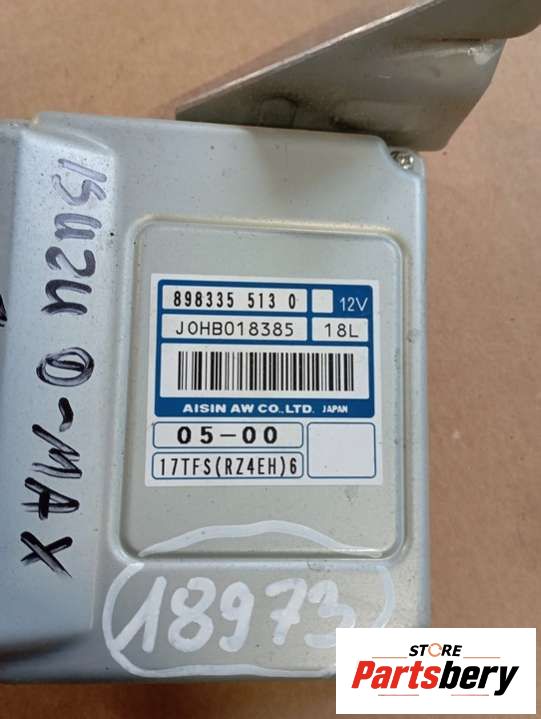 ISUZU D-MAX
898335 513 0 12V
J0HB018385 18L
AISIN AW CO.,LTD. JAPAN
05-00
17TFS(RZ4EH)6
18973
STORE
Partsbery